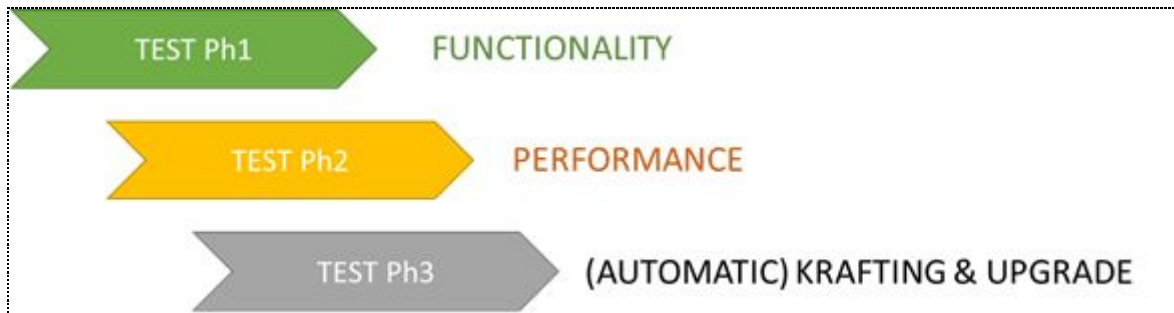 TEST Ph1 FUNCTIONALITY
TEST Ph2 PERFORMANCE
TEST Ph3 (AUTOMATIC) KRAFTING & UPGRADE